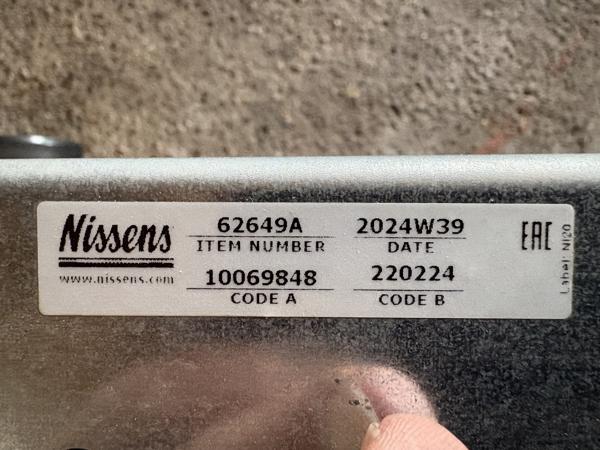 Nissens
www.nissens.com
62649A
ITEM NUMBER
10069848
CODE A
2024W39
DATE
220224
CODE B
EAC
Label: NI20